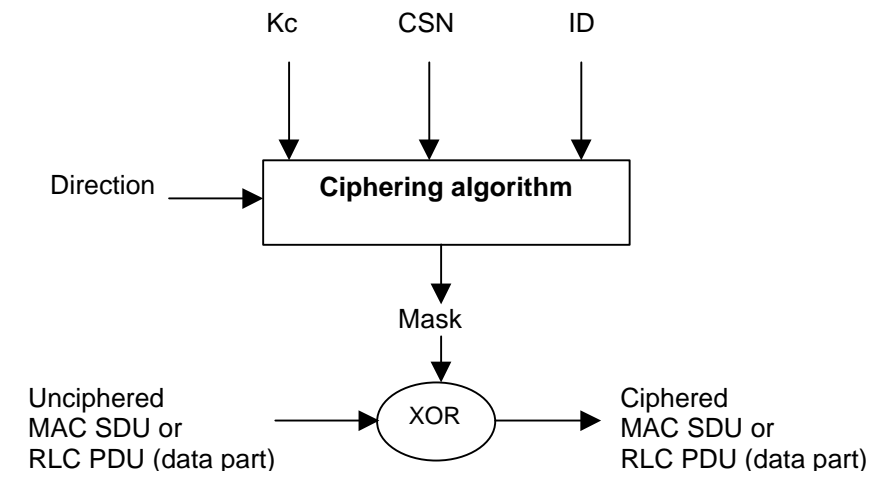 Kc CSN ID
Direction
Ciphering algorithm
Mask
Unciphered
MAC SDU or
RLC PDU (data part)
XOR
Ciphered
MAC SDU or
RLC PDU (data part)